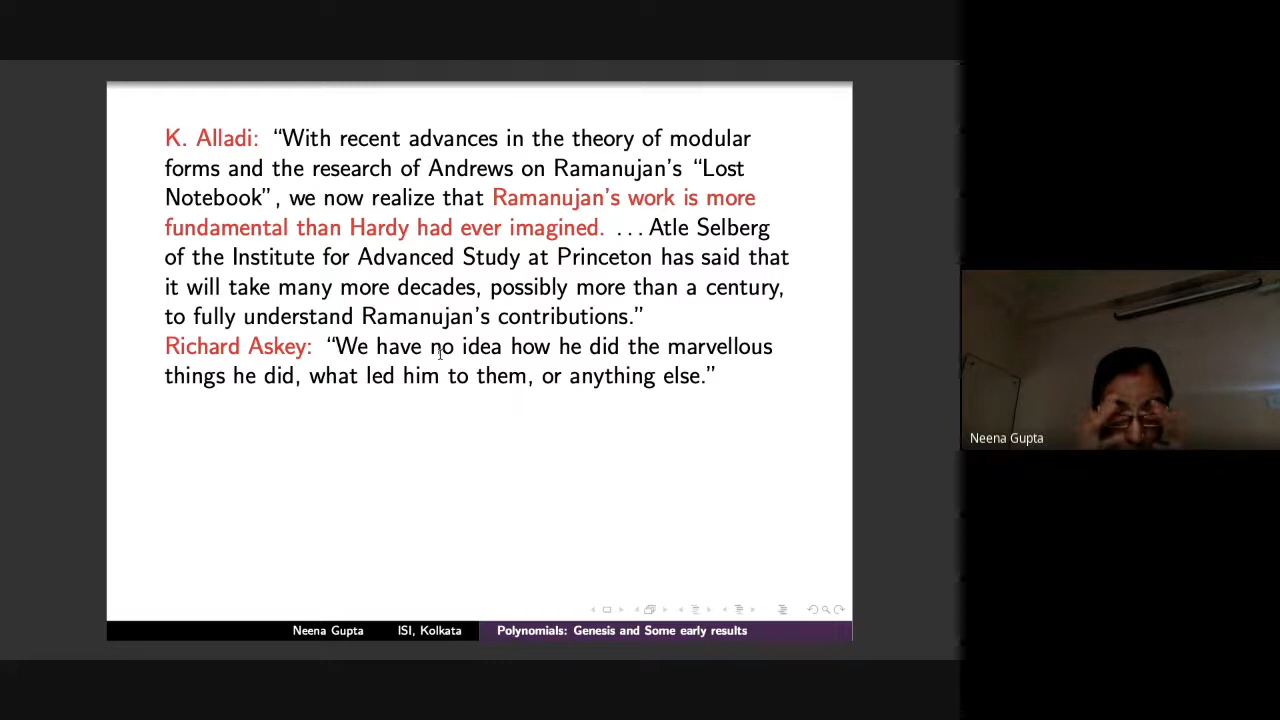 K. Alladi: “With recent advances in the theory of modular
forms and the research of Andrews on Ramanujan’s “Lost
Notebook”, we now realize that Ramanujan’s work is more
fundamental than Hardy had ever imagined. ... Atle Selberg
of the Institute for Advanced Study at Princeton has said that
it will take many more decades, possibly more than a century,
to fully understand Ramanujan’s contributions.”
Richard Askey: “We have no idea how he did the marvellous
things he did, what led him to them, or anything else.”
Neena Gupta ISI, Kolkata Polynomials: Genesis and Some early results
Neena Gupta